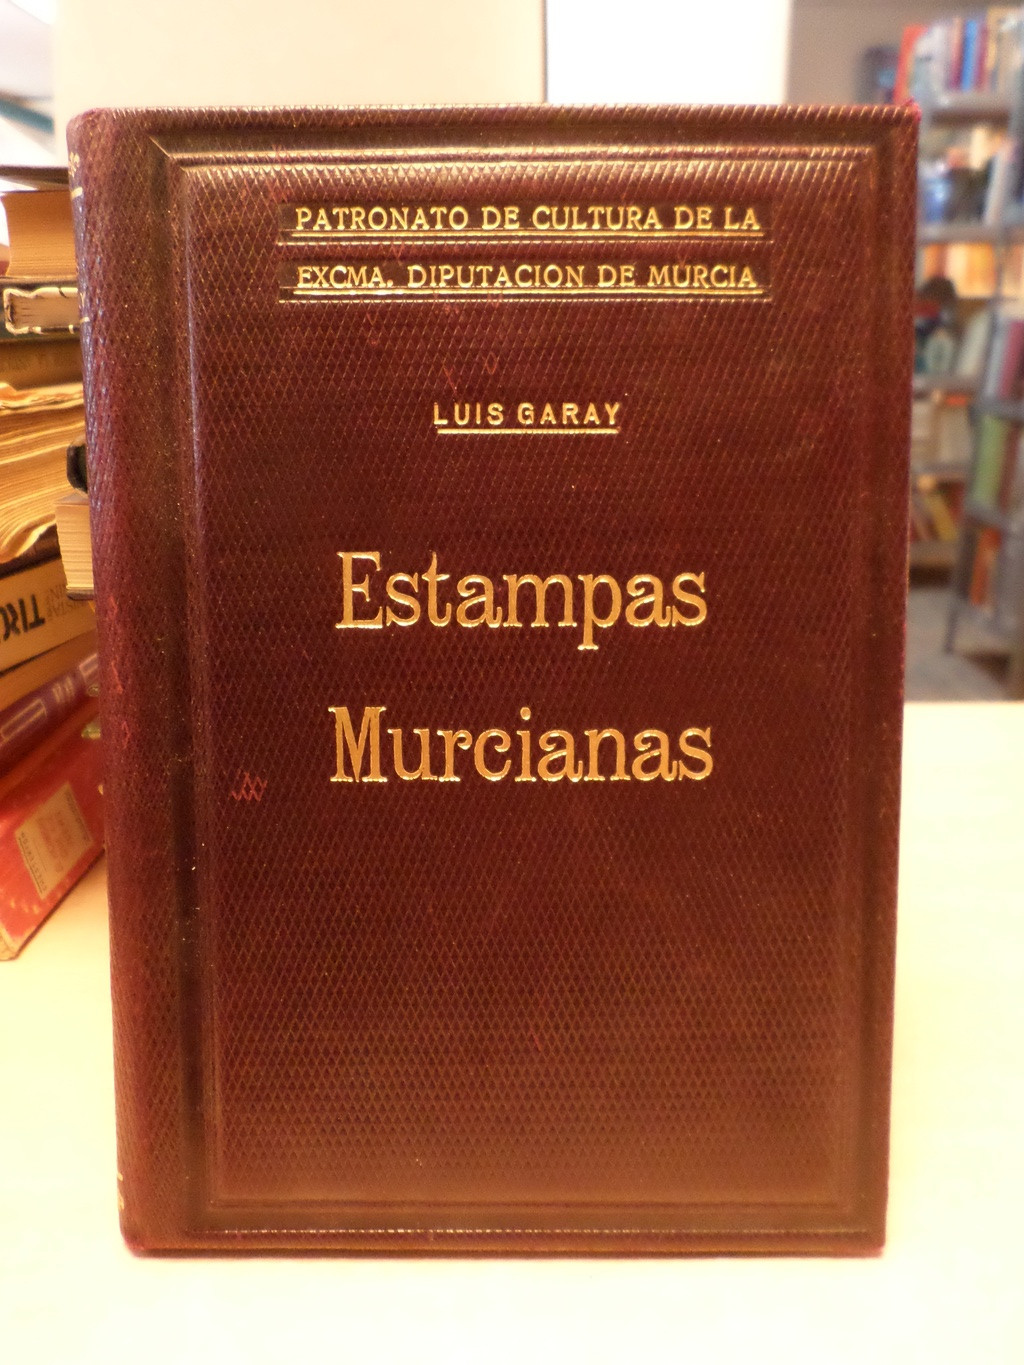 PATRONATO DE CULTURA DE LA
EXCMA. DIPUTACION DE MURCIA
LUIS GARAY
Estampas
Murcianas